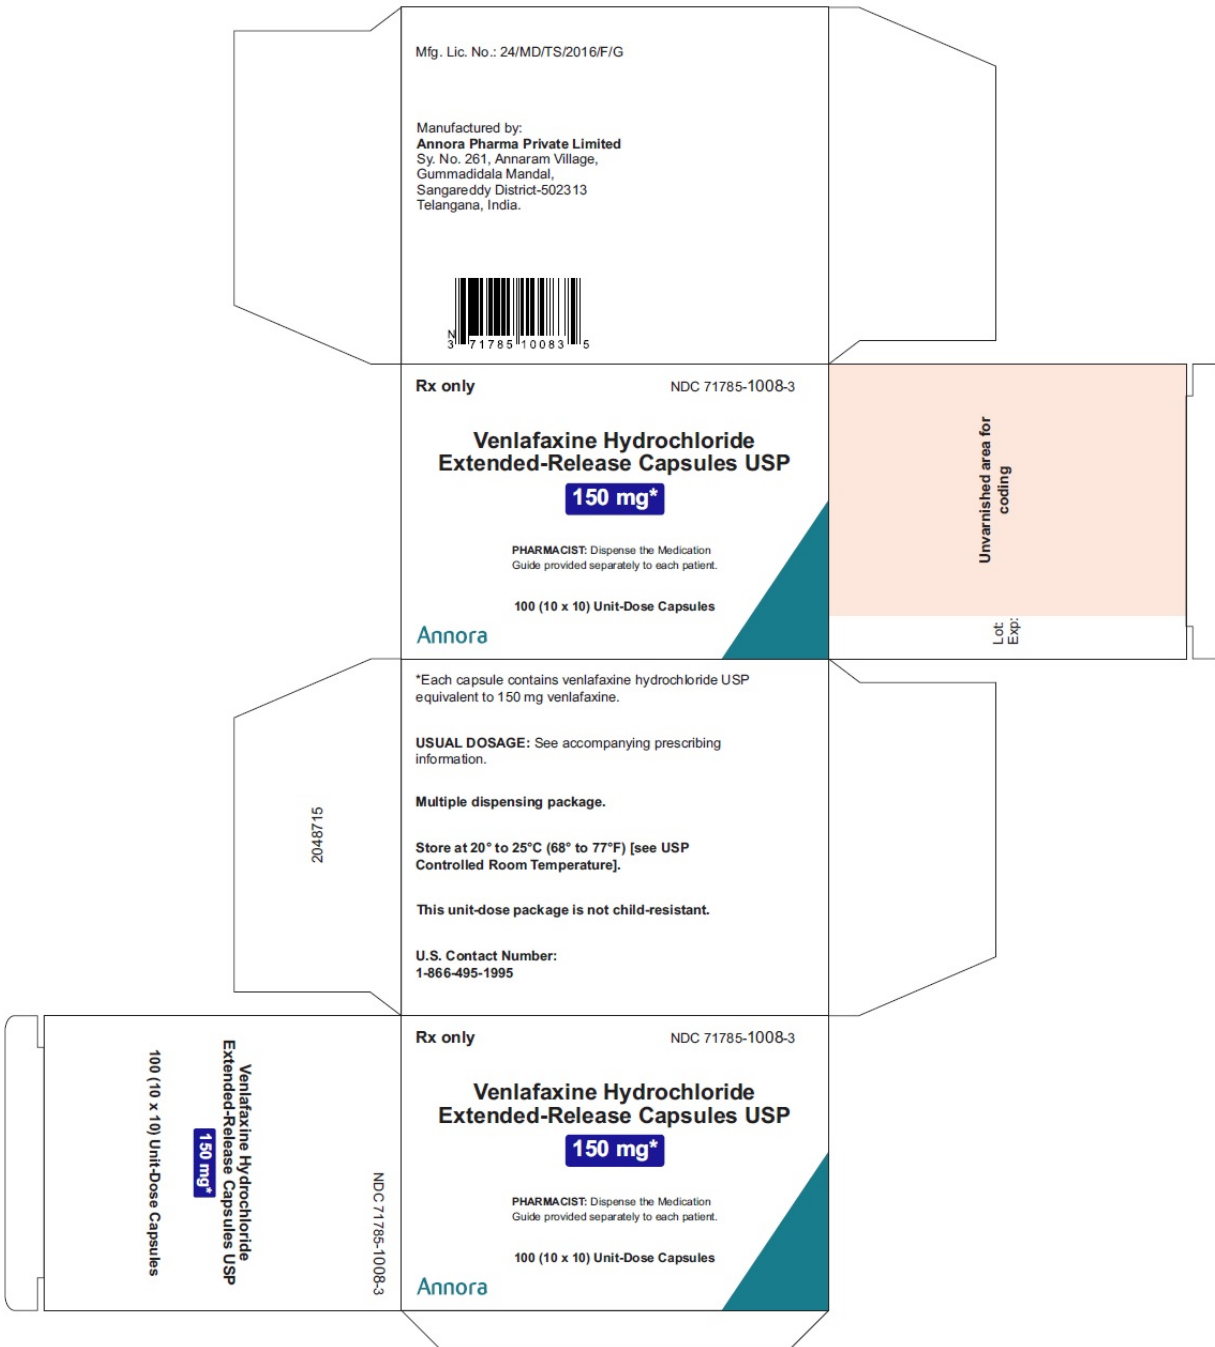 Mfg. Lic. No.: 24/MD/TS/2016/F/G
Manufactured by:
Annora Pharma Private Limited
Sy. No. 261, Annaram Village,
Gummadidala Mandal,
Sangareddy District-502313
Telangana, India.
N
3 71785 10083 5
Rx only NDC 71785-1008-3
Venlafaxine Hydrochloride
Extended-Release Capsules USP
150 mg*
PHARMACIST: Dispense the Medication
Guide provided separately to each patient.
100 (10 x 10) Unit-Dose Capsules
Annora
Unvarnished area for
coding
Lot:
Exp:
*Each capsule contains venlafaxine hydrochloride USP
equivalent to 150 mg venlafaxine.
USUAL DOSAGE: See accompanying prescribing
information.
Multiple dispensing package.
Store at 20° to 25°C (68° to 77°F) [see USP
Controlled Room Temperature].
This unit-dose package is not child-resistant.
U.S. Contact Number:
1-866-495-1995
2048715
NDC 71785-1008-3
Venlafaxine Hydrochloride
Extended-Release Capsules USP
150 mg*
100 (10 x 10) Unit-Dose Capsules
Rx only NDC 71785-1008-3
Venlafaxine Hydrochloride
Extended-Release Capsules USP
150 mg*
PHARMACIST: Dispense the Medication
Guide provided separately to each patient.
100 (10 x 10) Unit-Dose Capsules
Annora